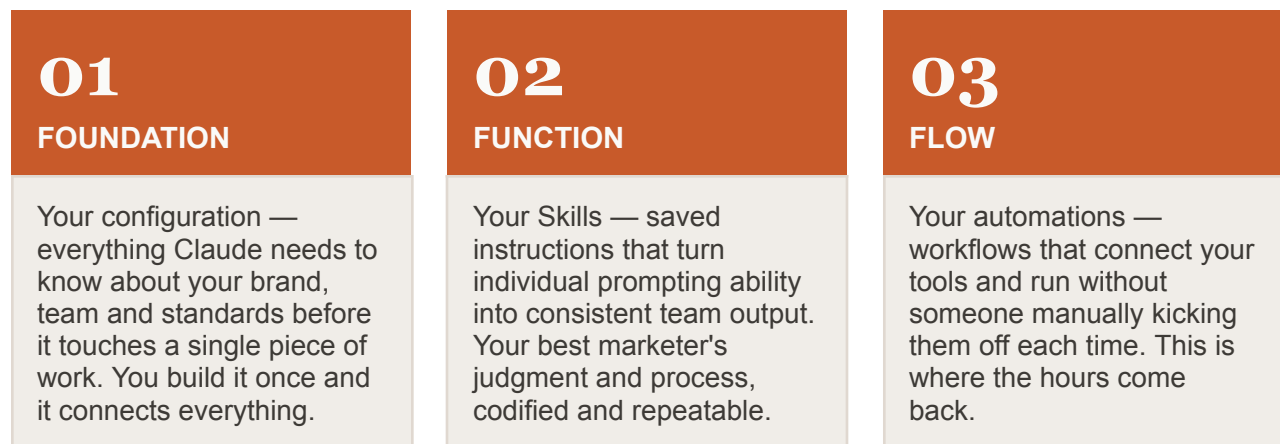 01
FOUNDATION
Your configuration —
everything Claude needs to
know about your brand,
team and standards before
it touches a single piece of
work. You build it once and
it connects everything.
02
FUNCTION
Your Skills — saved
instructions that turn
individual prompting ability
into consistent team output.
Your best marketer's
judgment and process,
codified and repeatable.
03
FLOW
Your automations —
workflows that connect your
tools and run without
someone manually kicking
them off each time. This is
where the hours come
back.